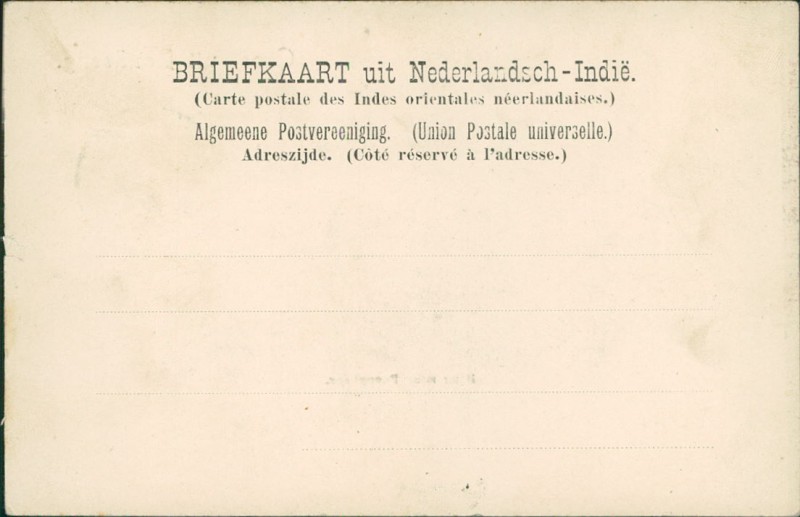 BRIEFKAART uit Nederlandsch-Indië.
(Carte postale des Indes orientales néerlandaises.)
Algemeene Postvereeniging. (Union Postale universelle.)
Adreszijde. (Côté réservé à l'adresse.)